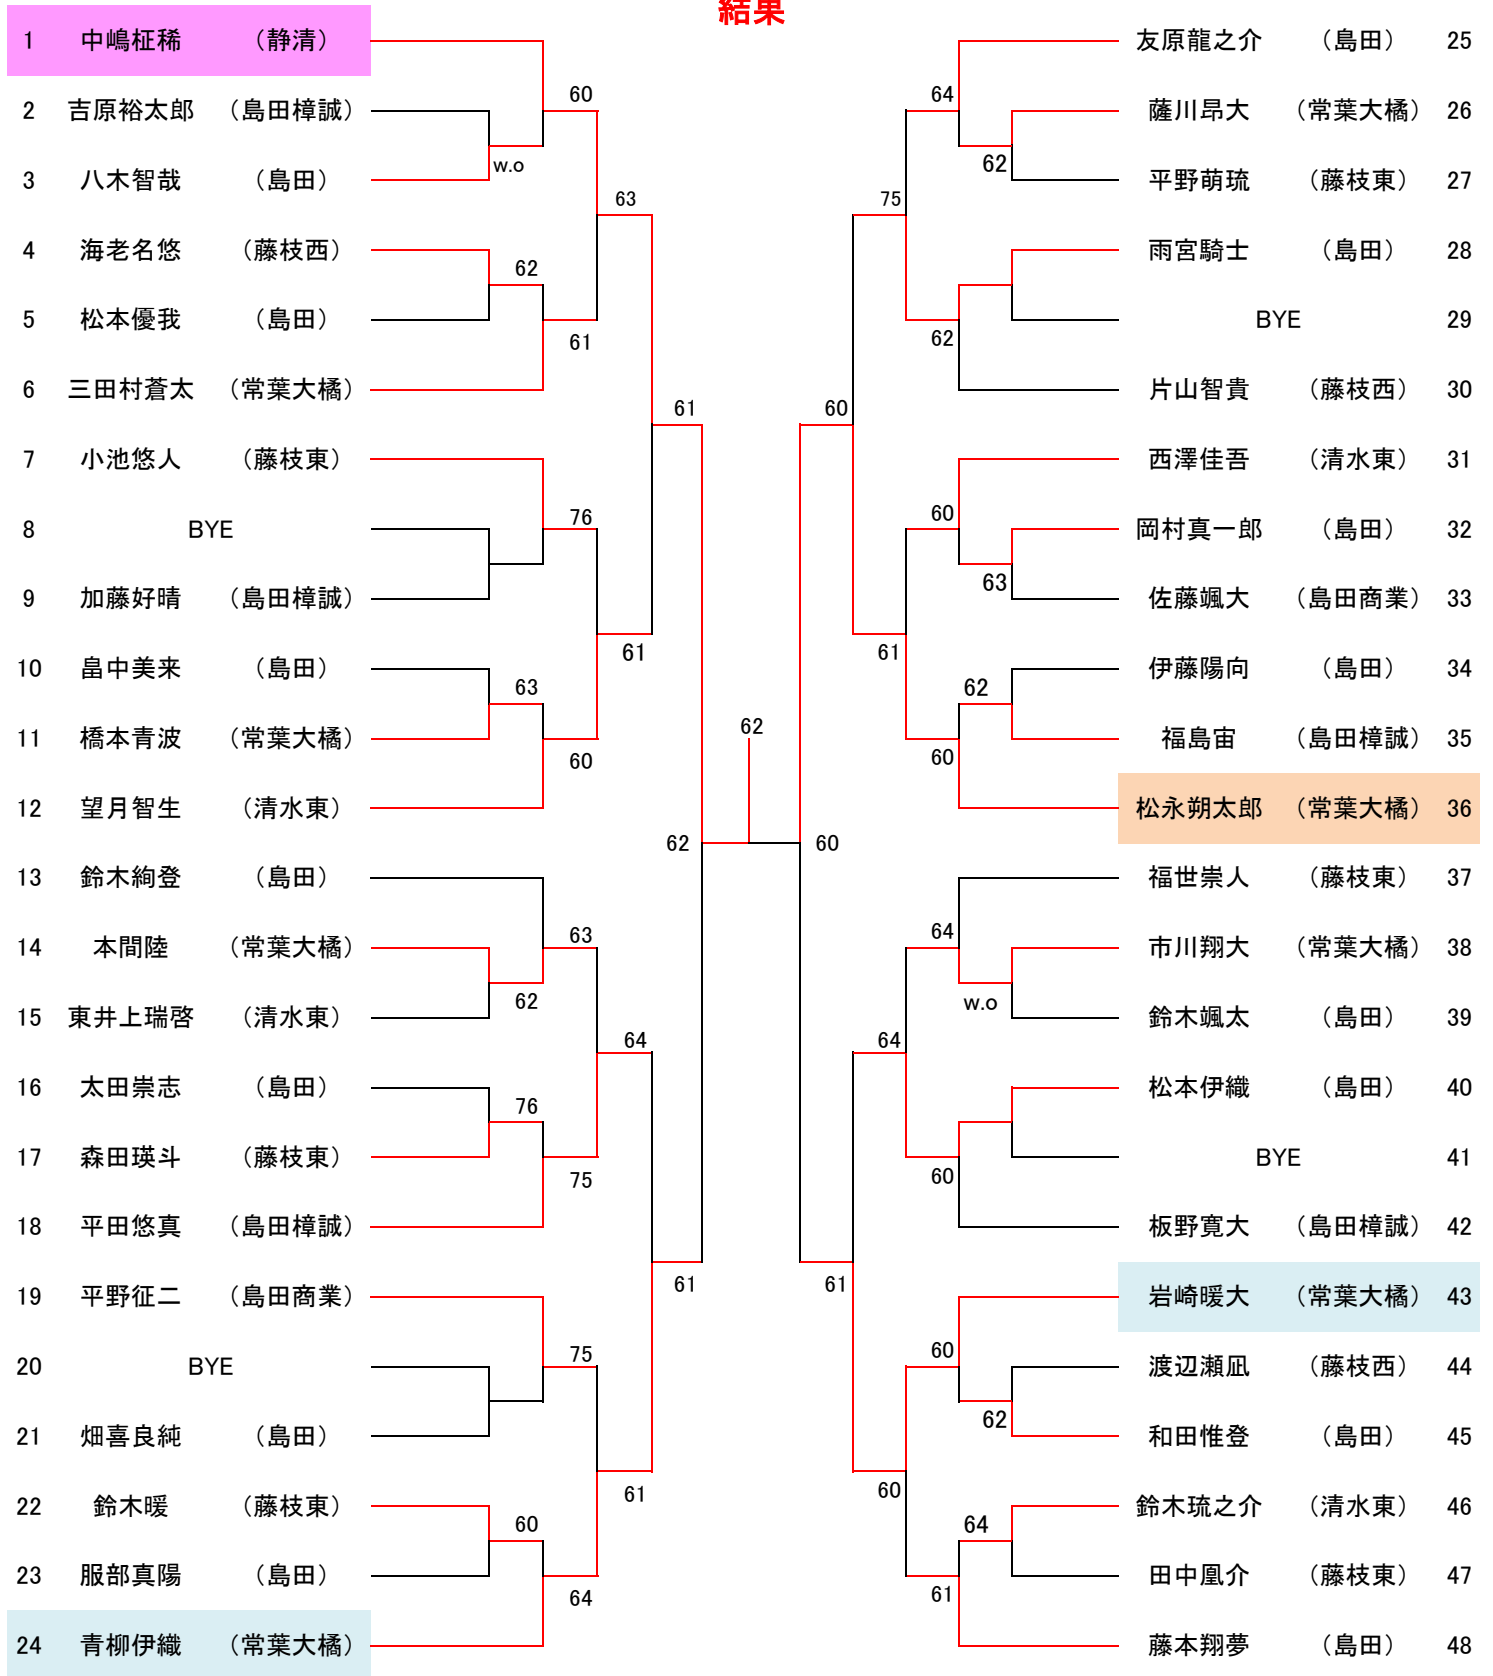 結果
1 中嶋柾稀 （静清）
2 吉原裕太郎 （島田樟誠）
3 八木智哉 （島田）
4 海老名悠 （藤枝西）
5 松本優我 （島田）
6 三田村蒼太 （常葉大橘）
7 小池悠人 （藤枝東）
8 BYE
9 加藤好晴 （島田樟誠）
10 畠中美来 （島田）
11 橋本青波 （常葉大橘）
12 望月智生 （清水東）
13 鈴木絢登 （島田）
14 本間陸 （常葉大橘）
15 東井上瑞啓 （清水東）
16 太田崇志 （島田）
17 森田瑛斗 （藤枝東）
18 平田悠真 （島田樟誠）
19 平野征二 （島田商業）
20 BYE
21 畑喜良純 （島田）
22 鈴木暖 （藤枝東）
23 服部真陽 （島田）
24 青柳伊織 （常葉大橘）
60
w.o
63
62
61
61
76
61
63
60
62
63
62
64
76
75
61
75
61
60
64
62
64
62
75
62
60
60
63
61
62
60
60
64
w.o
64
60
61
60
62
60
64
61
友原龍之介 （島田） 25
薩川昂大 （常葉大橘） 26
平野萌琉 （藤枝東） 27
雨宮騎士 （島田） 28
BYE 29
片山智貴 （藤枝西） 30
西澤佳吾 （清水東） 31
岡村真一郎 （島田） 32
佐藤颯大 （島田商業） 33
伊藤陽向 （島田） 34
福島宙 （島田樟誠） 35
松永朔太郎 （常葉大橘） 36
福世崇人 （藤枝東） 37
市川翔大 （常葉大橘） 38
鈴木颯太 （島田） 39
松本伊織 （島田） 40
BYE 41
板野寛大 （島田樟誠） 42
岩崎暖大 （常葉大橘） 43
渡辺瀬凪 （藤枝西） 44
和田惟登 （島田） 45
鈴木琉之介 （清水東） 46
田中凰介 （藤枝東） 47
藤本翔夢 （島田） 48